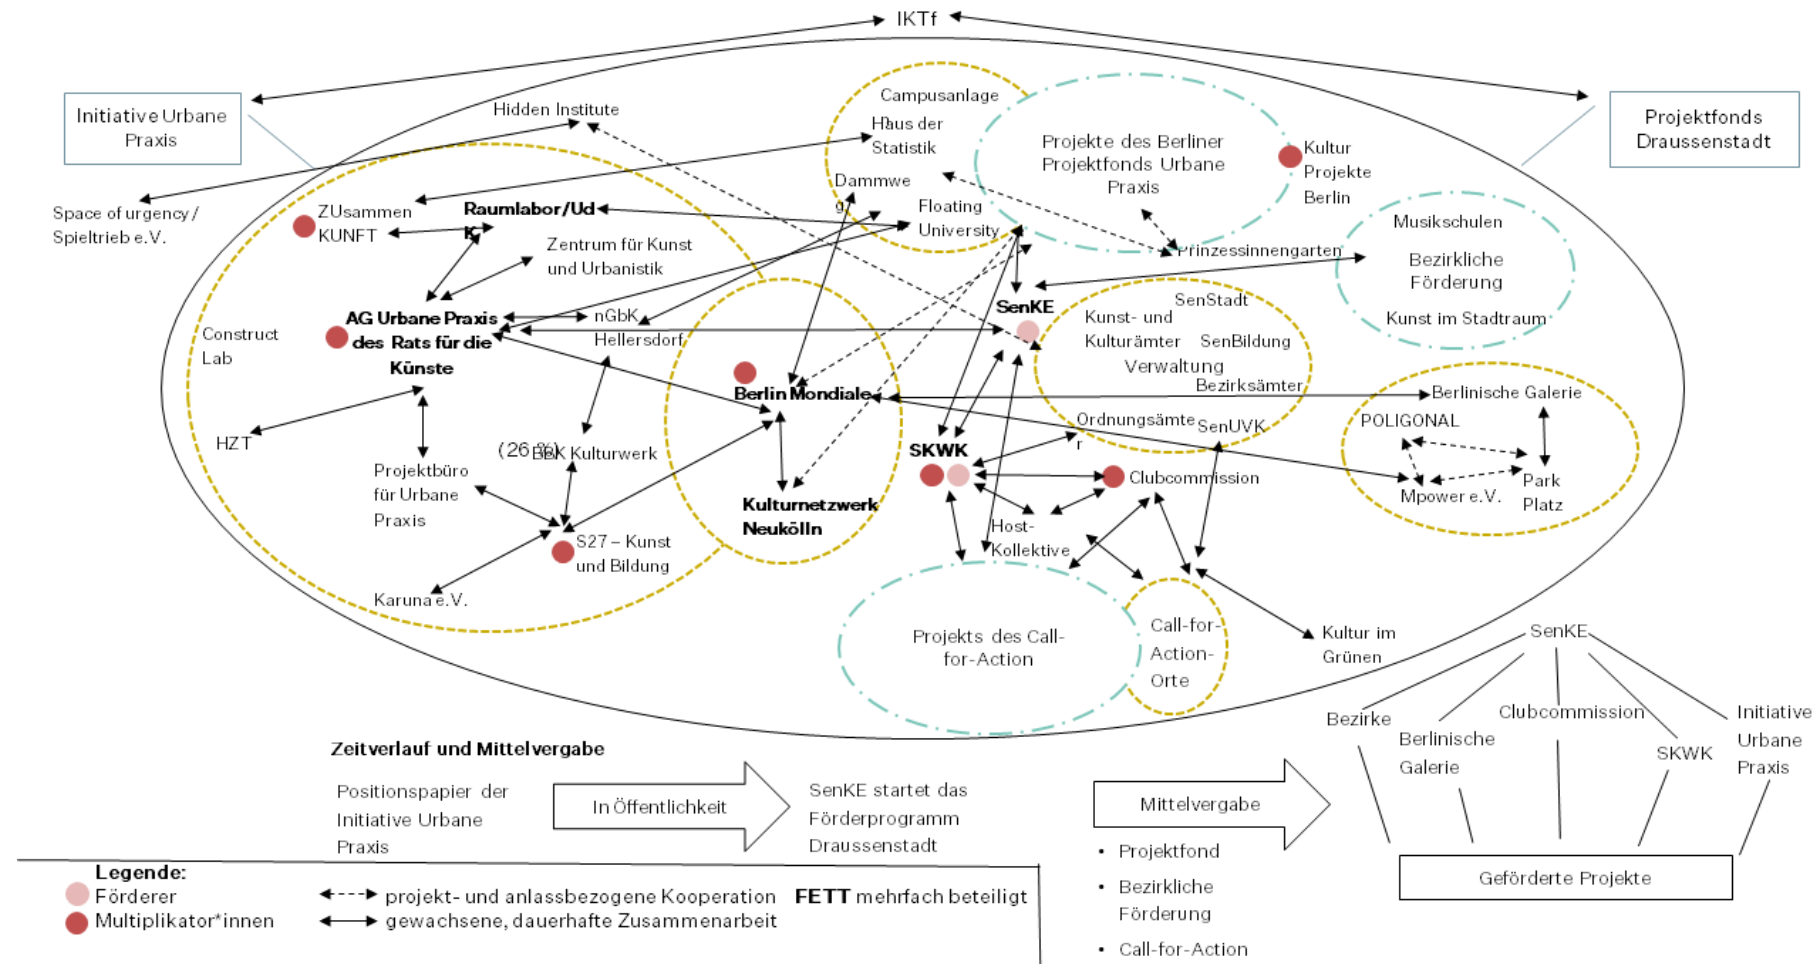 IKTf
Initiative Urbane
Praxis
Projektfonds
Draussenstadt
Hidden Institute
Space of urgency/
Spieltrieb e.V.
Campusanlage
Haus der
Statistik
Dammwe
g
Floating
University
Projekte des Berliner
Projektfonds Urbane
Praxis
Kultur
Projekte
Berlin
Prinzessinnengarten
Musikschulen
Bezirkliche
Förderung
Kunst im Stadtraum
ZUsammen
KUNFT
Raumlabor/Ud
K
Zentrum für Kunst
und Urbanistik
AG Urbane Praxis
des Rats für die
Künste
nGbK
Hellersdorf
Construct
Lab
HZT
Projektbüro
für Urbane
Praxis
(26 %)
BBK Kulturwerk
S27 – Kunst
und Bildung
Karuna e.V.
Berlin Mondiale
Kulturnetzwerk
Neukölln
SenKE
SenStadt
Kunst- und
Kulturämter
SenBildung
Verwaltung
Bezirksämter
Ordnungsämte
r
SenUVK
SKWK
Clubcommission
Host-
Kollektive
Berlinische Galerie
POLIGONAL
Mpower e.V.
Park
Platz
Projekts des Call-
for-Action
Call-for-
Action-
Orte
Kultur im
Grünen
SenKE
Bezirke
Berlinische
Galerie
Clubcommission
SKWK
Initiative
Urbane
Praxis
Geförderte Projekte
Zeitverlauf und Mittelvergabe
Positionspapier der
Initiative Urbane
Praxis
In Öffentlichkeit
SenKE startet das
Förderprogramm
Draussenstadt
Mittelvergabe
• Projektfond
• Bezirkliche
Förderung
• Call-for-Action
Legende:
Förderer
Multiplikator*innen
projekt- und anlassbezogene Kooperation
gewachsene, dauerhafte Zusammenarbeit
FETT mehrfach beteiligt